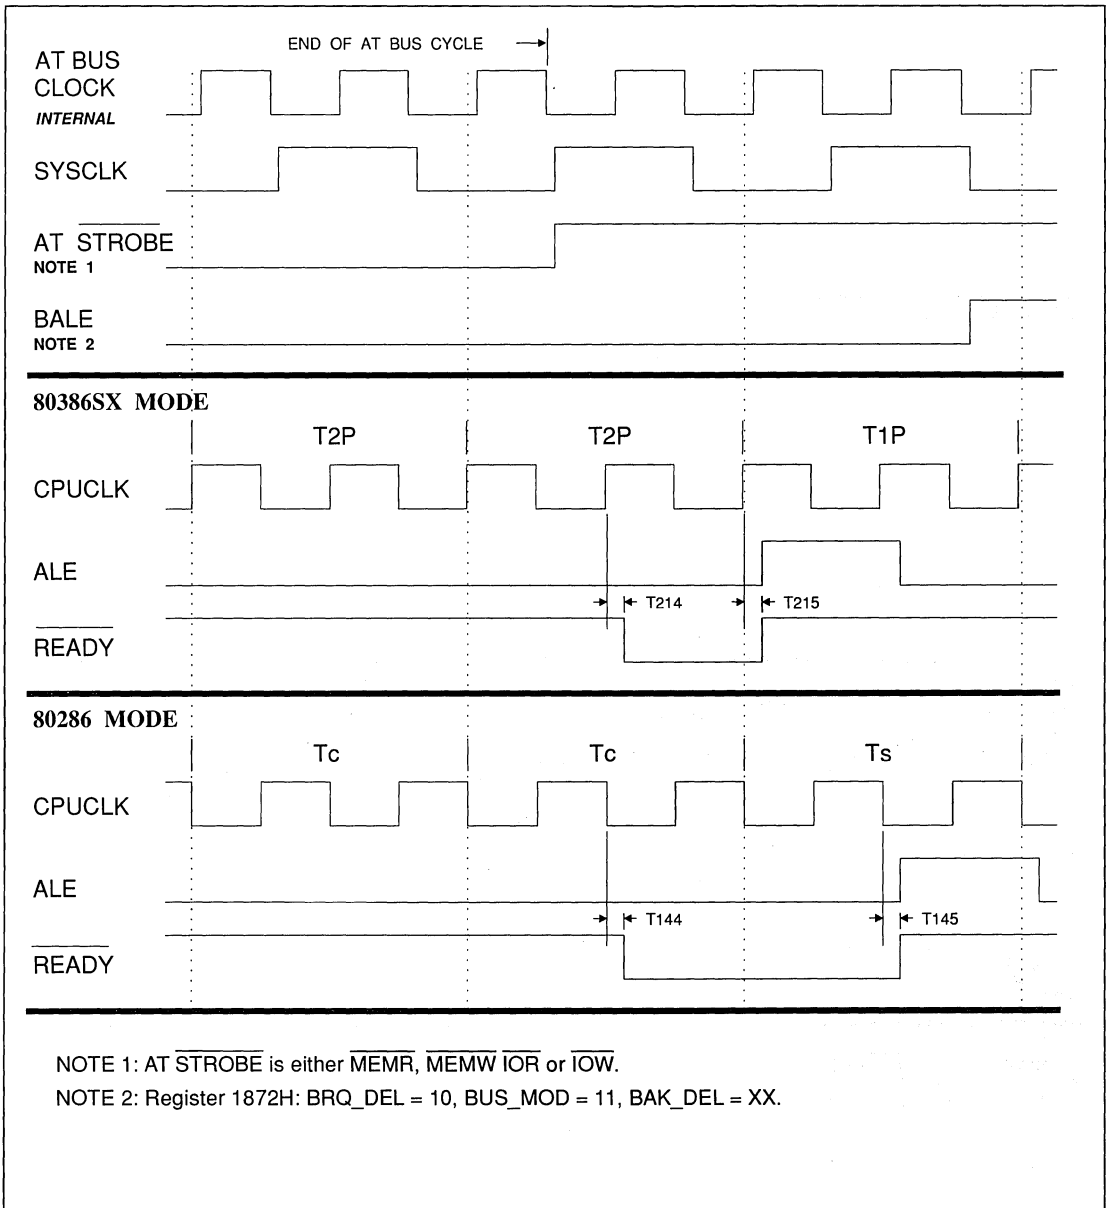 END OF AT BUS CYCLE
AT BUS
CLOCK
INTERNAL
SYSCLK
AT STROBE
NOTE 1
BALE
NOTE 2
80386SX MODE
T2P T2P T1P
CPUCLK
ALE
T214 T215
READY
80286 MODE
Tc Tc Ts
CPUCLK
ALE
T144 T145
READY
NOTE 1: AT STROBE is either MEMR, MEMW IOR or IOW.
NOTE 2: Register 1872H: BRQ_DEL = 10, BUS_MOD = 11, BAK_DEL = XX.